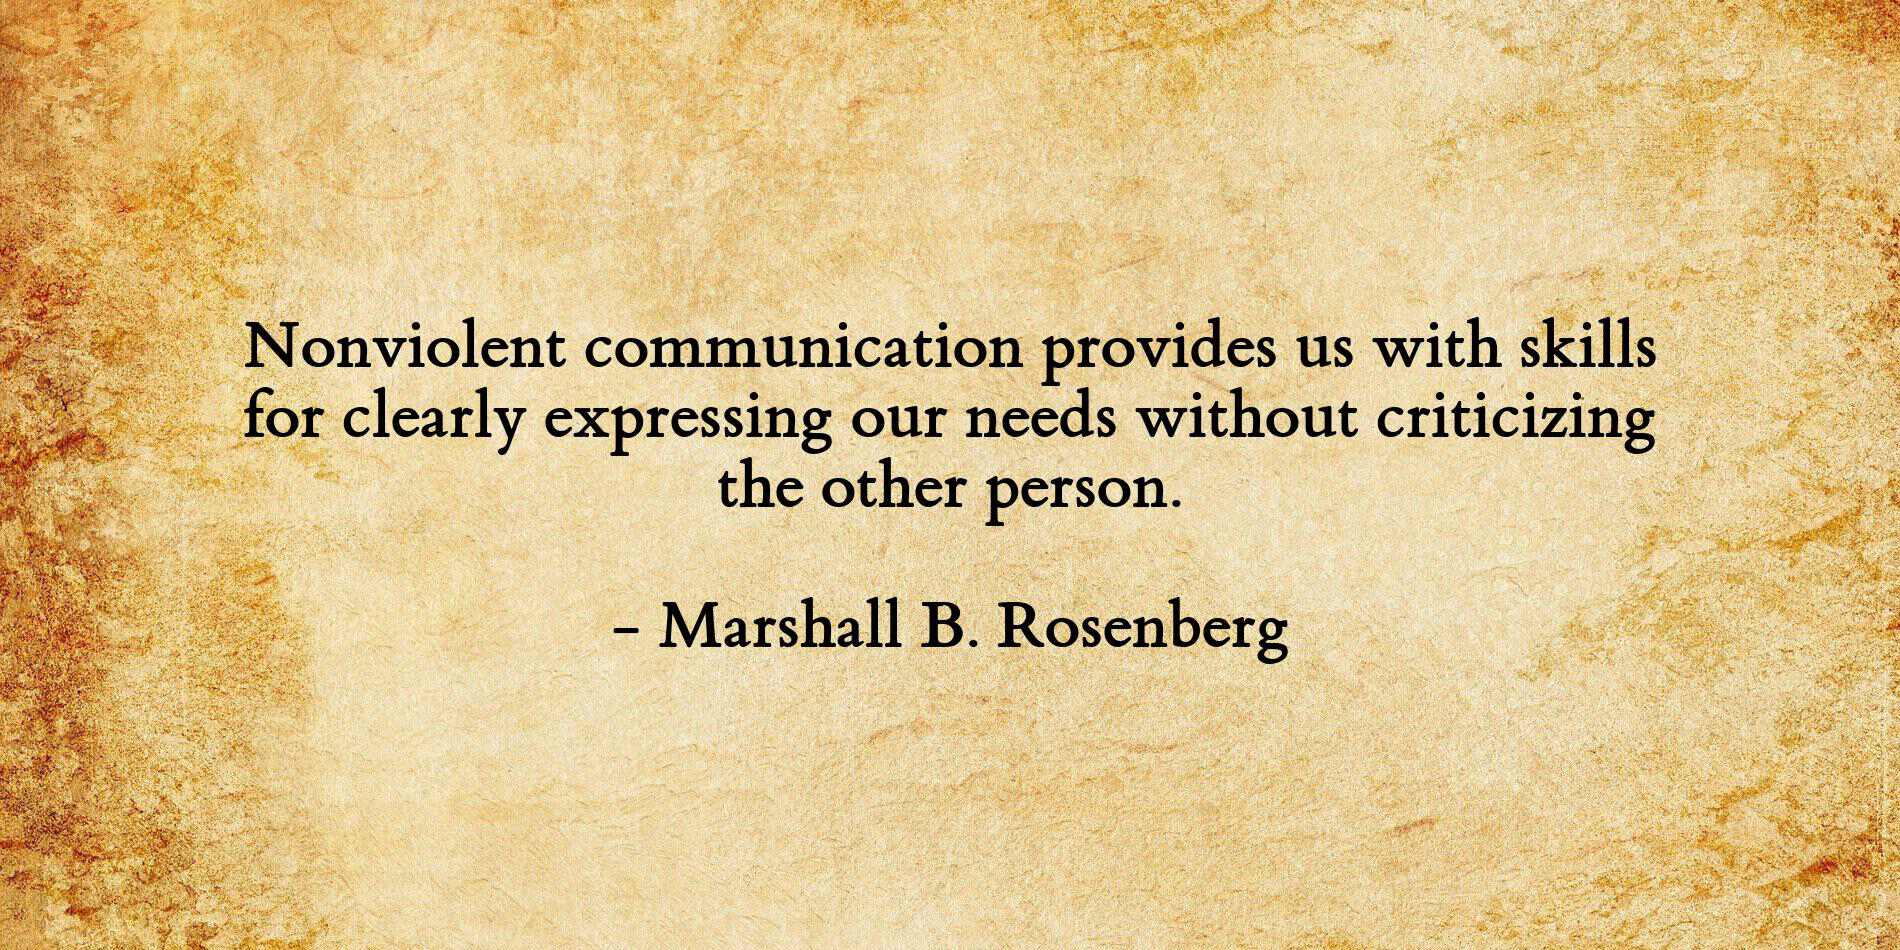 Nonviolent communication provides us with skills
for clearly expressing our needs without criticizing
the other person.
– Marshall B. Rosenberg